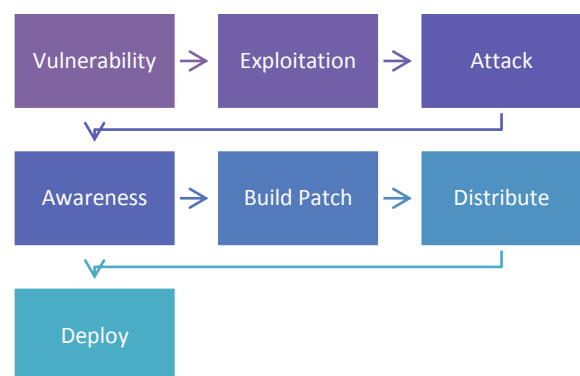 Vulnerability
Exploitation
Attack
Awareness
Build Patch
Distribute
Deploy